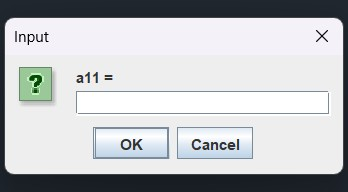 Input
a11 =
OK
Cancel